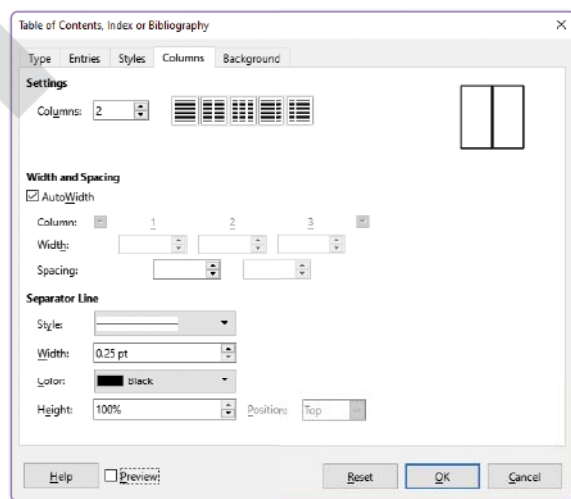 Table of Contents, Index or Bibliography
Type Entries Styles Columns Background
Settings
Columns: 2
Width and Spacing
AutoWidth
Column: 1 2 3
Width:
Spacing:
Separator Line
Style:
Width: 0.25 pt
Color: Black
Height: 100% Position: Top
Help Preview Reset OK Cancel